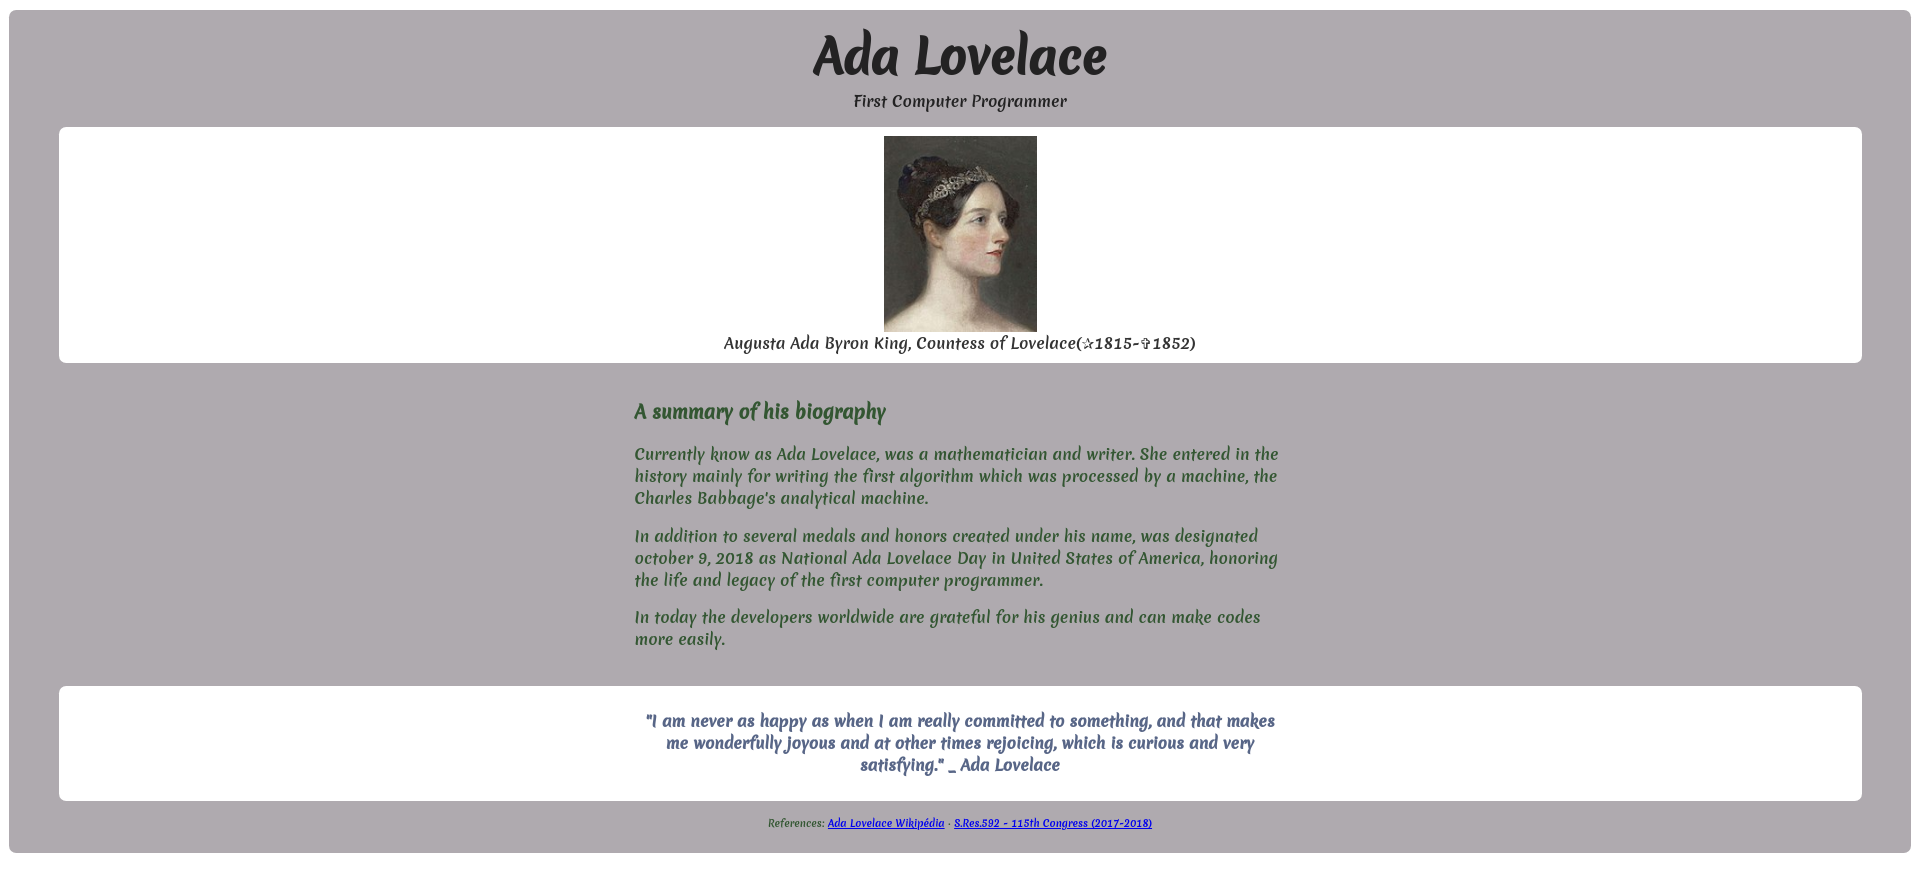 Ada Lovelace
First Computer Programmer
Augusta Ada Byron King, Countess of Lovelace(✰1815-✞1852)
A summary of his biography
Currently know as Ada Lovelace, was a mathematician and writer. She entered in the
history mainly for writing the first algorithm which was processed by a machine, the
Charles Babbage's analytical machine.
In addition to several medals and honors created under his name, was designated
october 9, 2018 as National Ada Lovelace Day in United States of America, honoring
the life and legacy of the first computer programmer.
In today the developers worldwide are grateful for his genius and can make codes
more easily.
"I am never as happy as when I am really committed to something, and that makes
me wonderfully joyous and at other times rejoicing, which is curious and very
satisfying." _ Ada Lovelace
References: Ada Lovelace Wikipédia · S.Res.592 - 115th Congress (2017-2018)